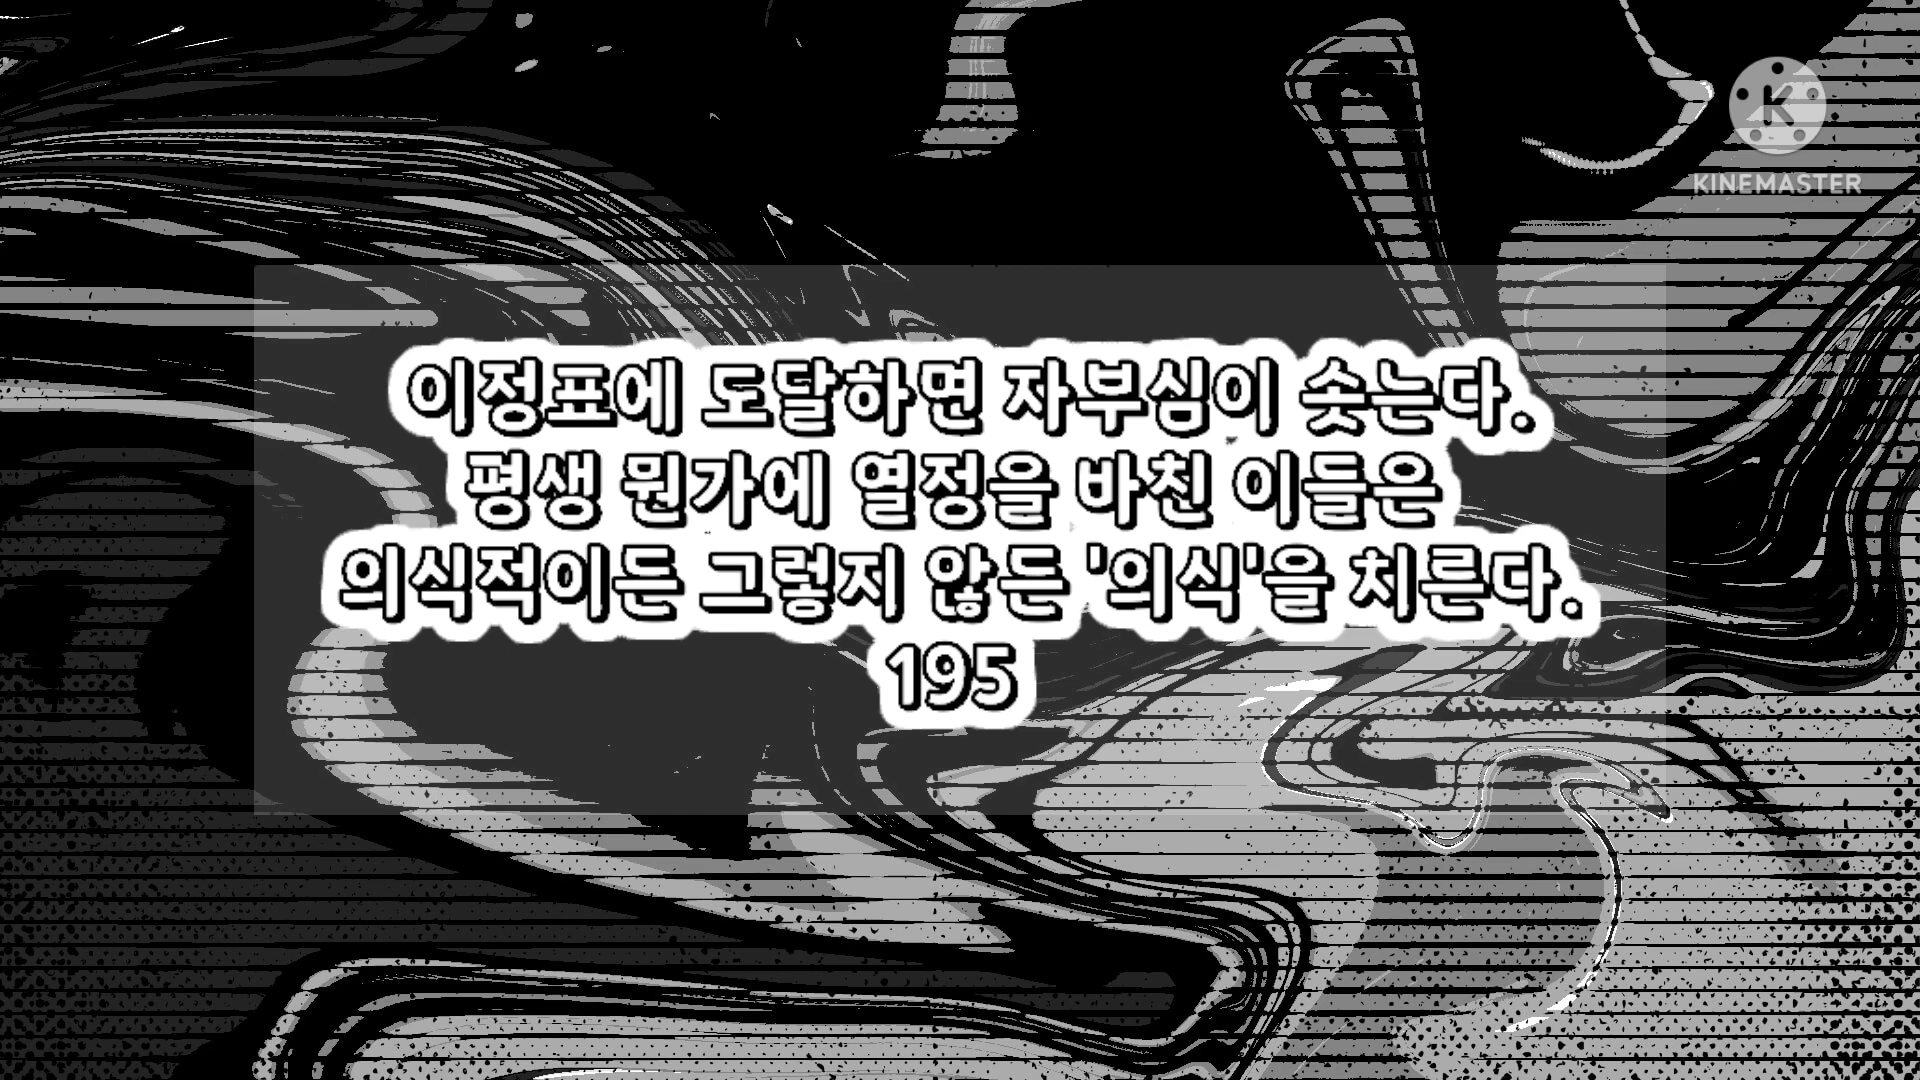 KINEMASTER
이정표에 도달하면 자부심이 솟는다.
평생 뭔가에 열정을 바친 이들은
의식적이든 그렇지 않든 '의식'을 치른다.
195